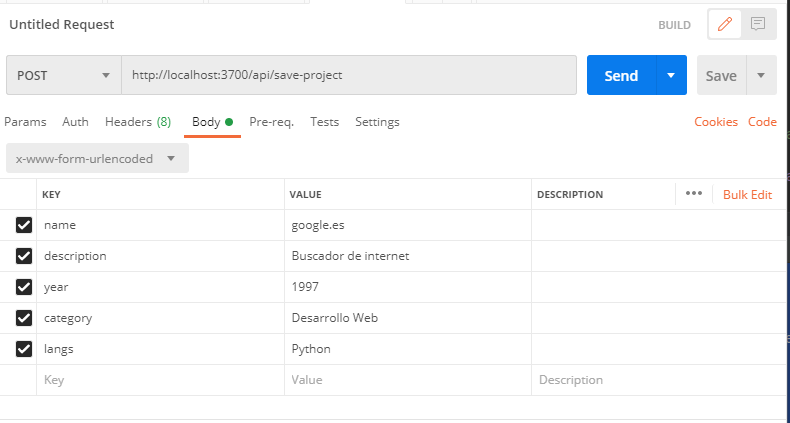 Untitled Request BUILD
POST http://localhost:3700/api/save-project Send Save
Params Auth Headers (8) Body Pre-req. Tests Settings Cookies Code
x-www-form-urlencoded
KEY VALUE DESCRIPTION ••• Bulk Edit
name google.es
description Buscador de internet
year 1997
category Desarrollo Web
langs Python
Key Value Description